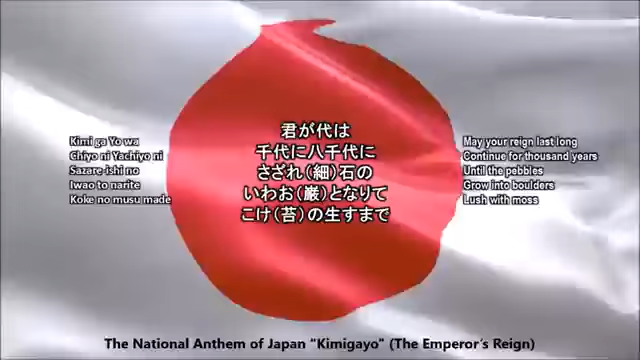 Kimi ga Yo wa
Chiyo ni Yachiyo ni
Sazare-ishi no
Iwao to narite
Koke no musu made
君が代は
千代に八千代に
さざれ（細）石の
いわお（巌）となりて
こけ（苔）の生すまで
May your reign last long
Continue for thousand years
Until the pebbles
Grow into boulders
Lush with moss
The National Anthem of Japan "Kimigayo" (The Emperor's Reign)